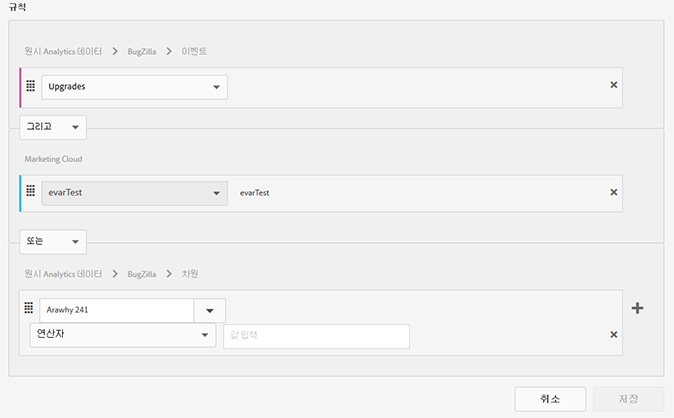 규칙
원시 Analytics 데이터 > BugZilla > 이벤트
Upgrades
그리고
Marketing Cloud
evarTest evarTest
또는
원시 Analytics 데이터 > BugZilla > 차원
Arawhy 241
연산자 값 입력
취소 저장